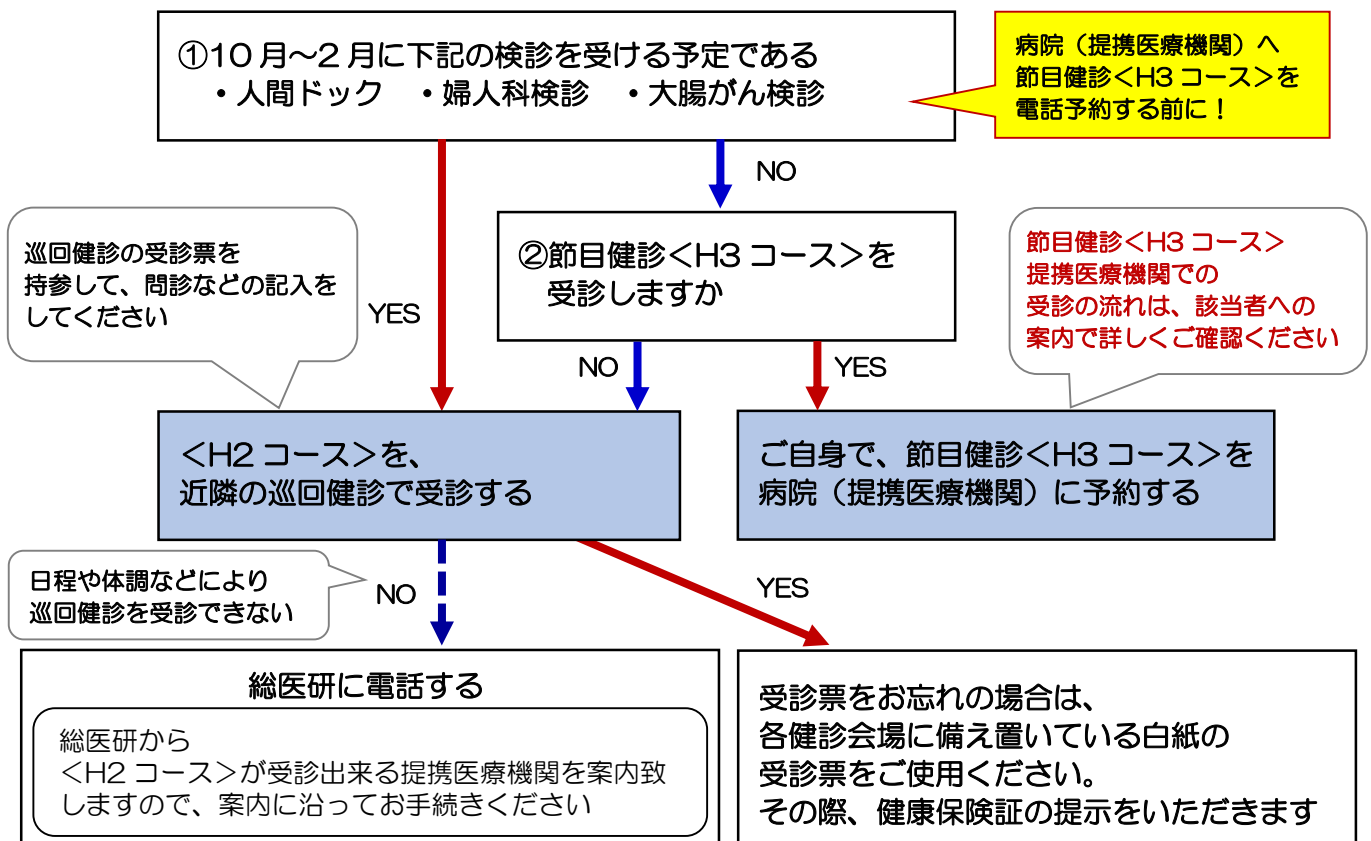 ①10月～2月に下記の検診を受ける予定である
・人間ドック　・婦人科検診　・大腸がん検診
病院（提携医療機関）へ
節目健診＜H3コース＞を
電話予約する前に！
NO
巡回健診の受診票を
持参して、問診などの記入を
してください
YES
②節目健診＜H3コース＞を
受診しますか
節目健診＜H3コース＞
提携医療機関での
受診の流れは、該当者への
案内で詳しくご確認ください
NO
YES
＜H2コース＞を、
近隣の巡回健診で受診する
ご自身で、節目健診＜H3コース＞を
病院（提携医療機関）に予約する
日程や体調などにより
巡回健診を受診できない
NO
YES
総医研に電話する
総医研から
＜H2コース＞が受診出来る提携医療機関を案内致
しますので、案内に沿ってお手続きください
受診票をお忘れの場合は、
各健診会場に備え置いている白紙の
受診票をご使用ください。
その際、健康保険証の提示をいただきます